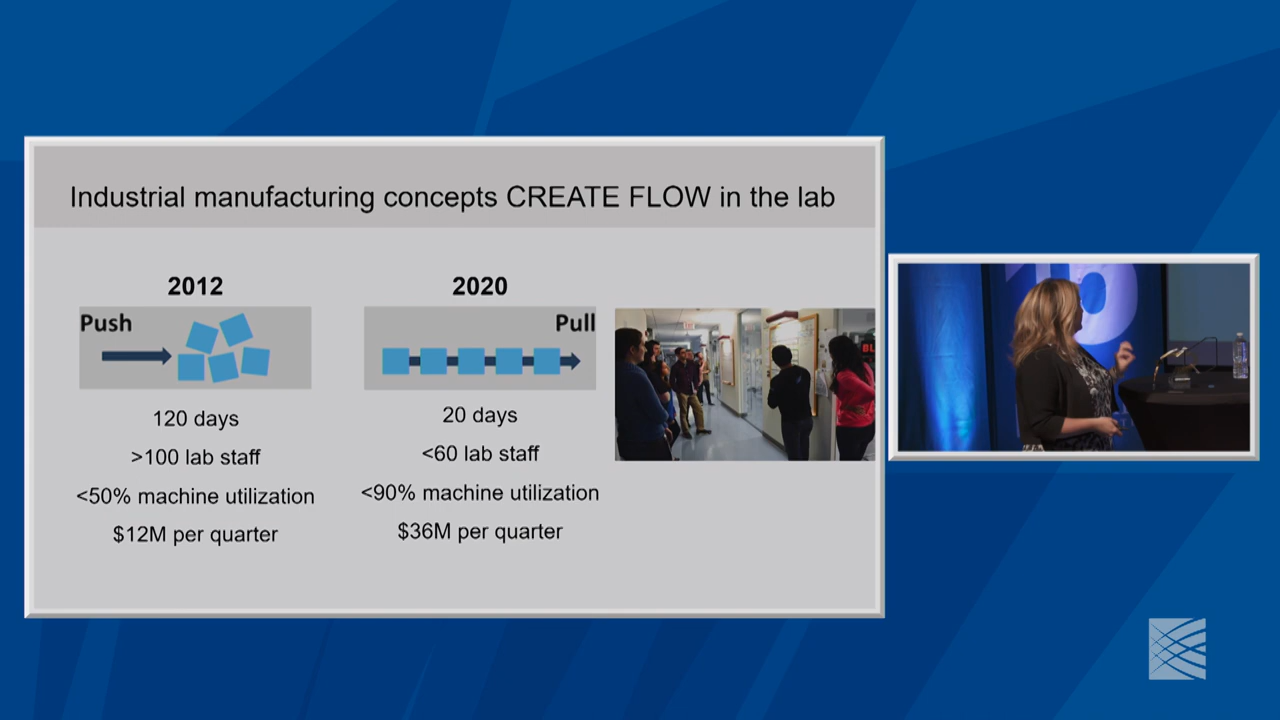 Industrial manufacturing concepts CREATE FLOW in the lab
2012
Push
120 days
>100 lab staff
<50% machine utilization
$12M per quarter
2020
Pull
20 days
<60 lab staff
<90% machine utilization
$36M per quarter